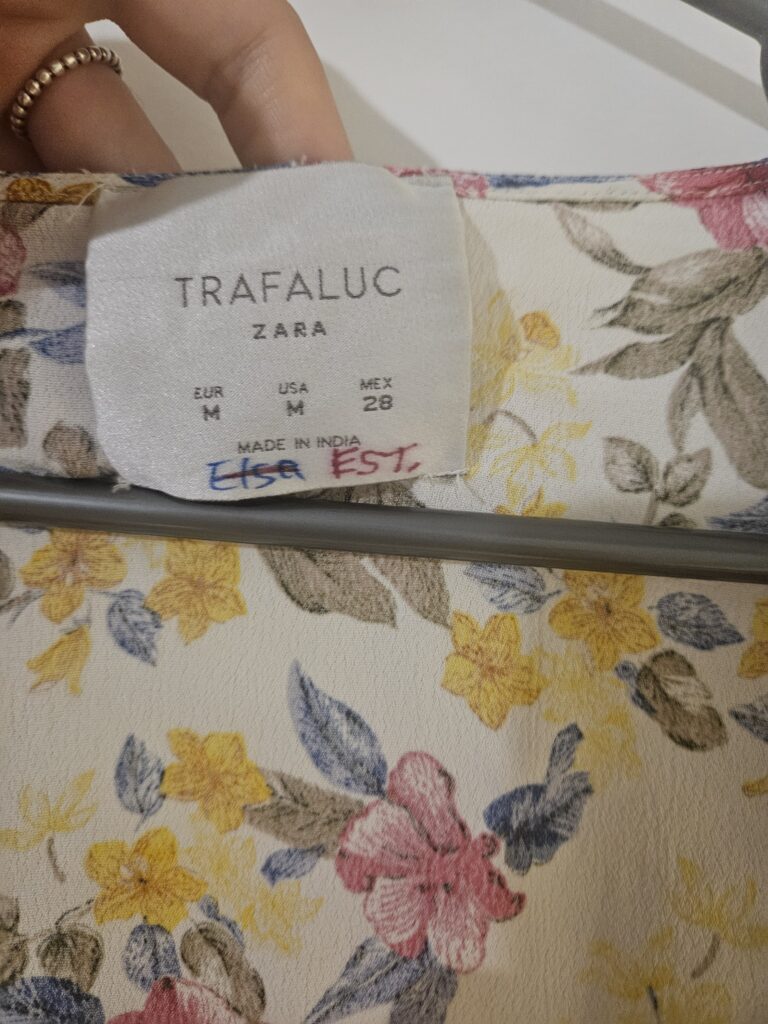 TRAFALUC
ZARA
EUR USA MEX
M M 28
MADE IN INDIA
Elsa EST.